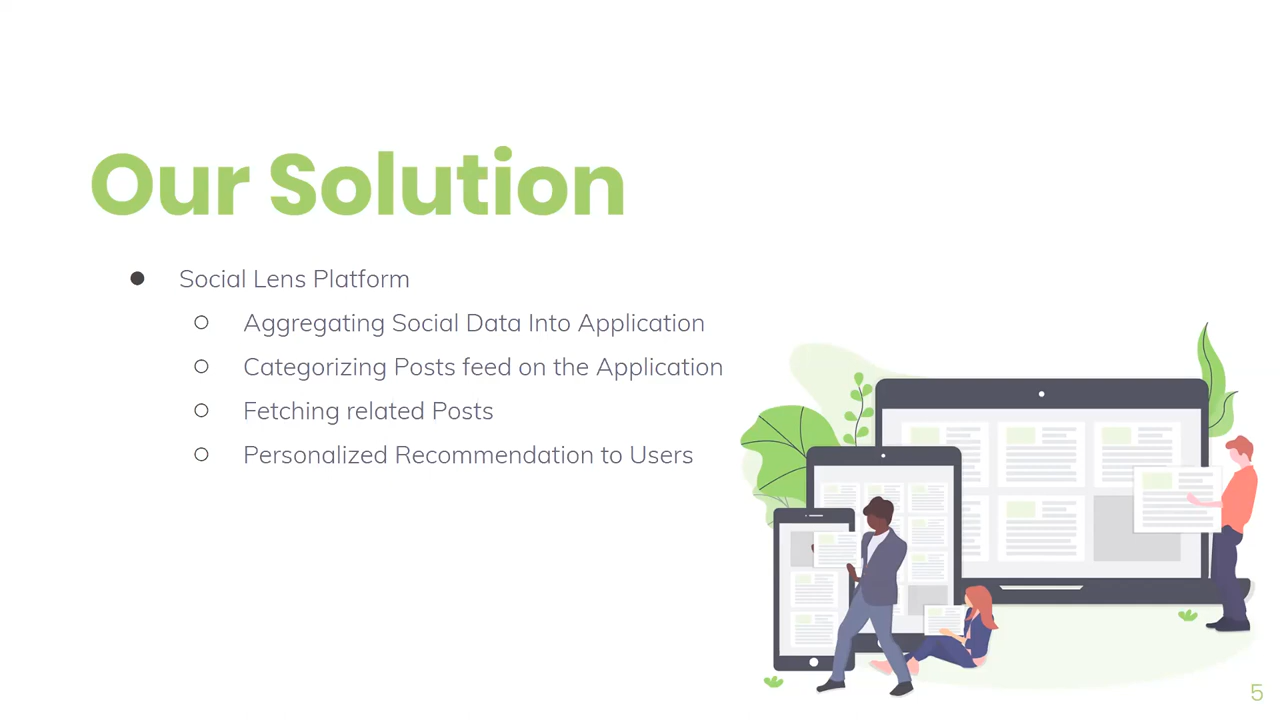 Our Solution
● Social Lens Platform
○ Aggregating Social Data Into Application
○ Categorizing Posts feed on the Application
○ Fetching related Posts
○ Personalized Recommendation to Users
5